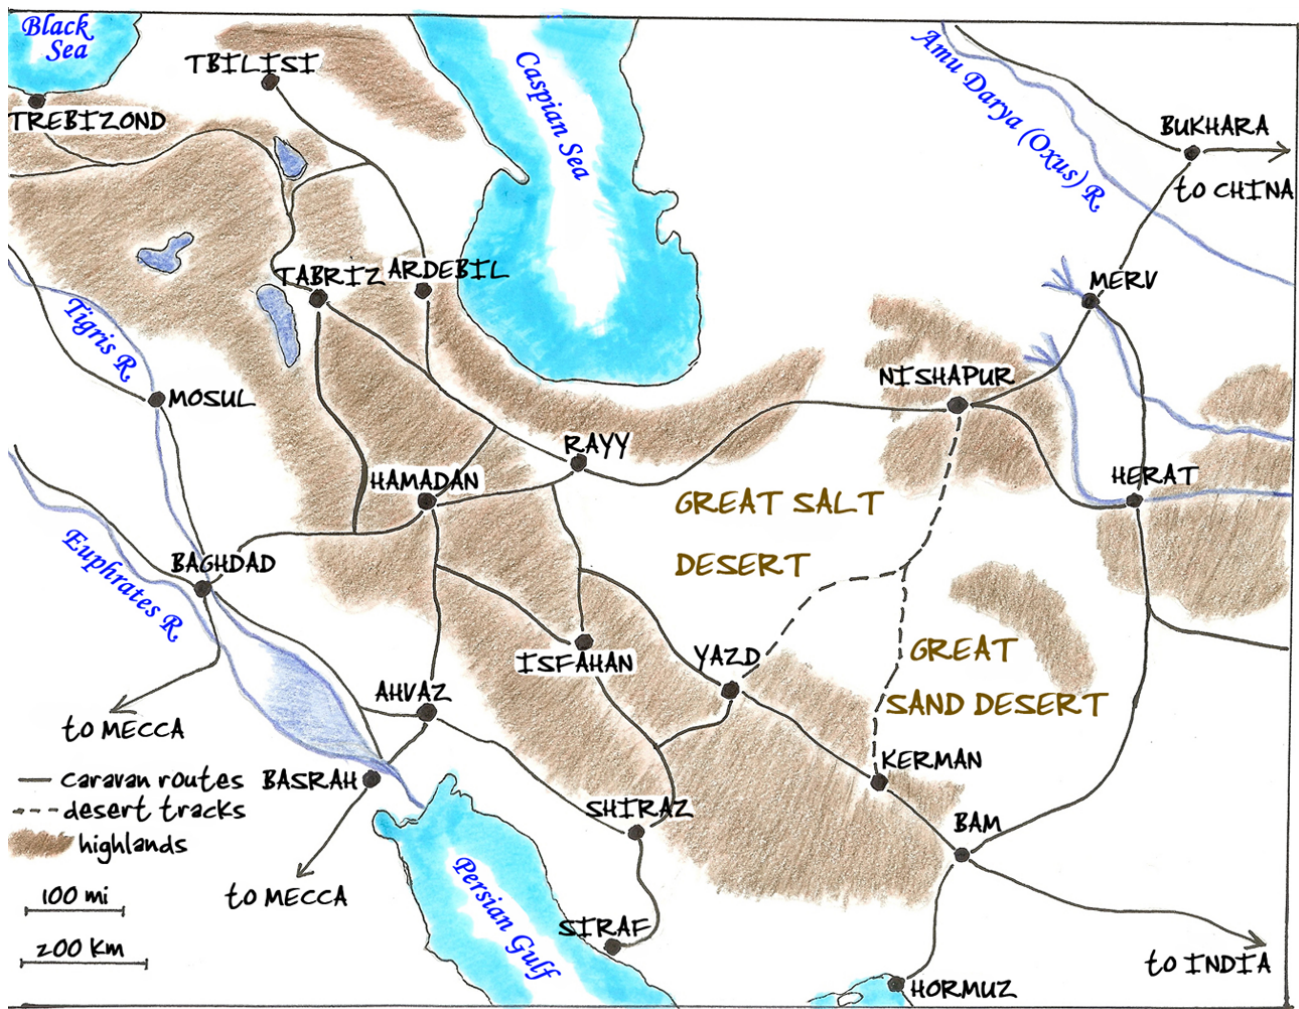 Black
Sea
TBILISI
TREBIZOND
Caspian Sea
Amu Darya (Oxus) R.
BUKHARA
to CHINA
TABRIZ
ARDEBIL
MERV
Tigris R.
MOSUL
NISHAPUR
RAYY
HAMADAN
HERAT
GREAT SALT
DESERT
BAGHDAD
Euphrates R.
ISFAHAN
YAZD
GREAT
SAND DESERT
AHVAZ
to MECCA
caravan routes
desert tracks
highlands
BASRAH
KERMAN
SHIRAZ
BAM
to MECCA
100 mi
200 Km
Persian Gulf
SIRAF
to INDIA
HORMUZ